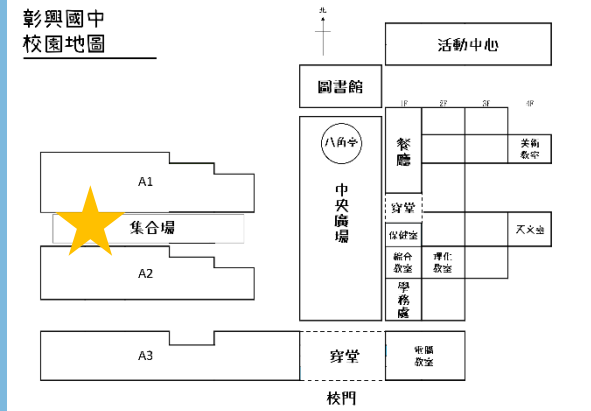 彰興國中
校園地圖
北
活動中心
圖書館
1F 2F 3F 4F
八角亭
餐廳
美術教室
中央廣場
A1
穿堂
集合場
保健室
天文臺
綜合教室
理化教室
A2
學務處
A3
穿堂
電腦教室
校門